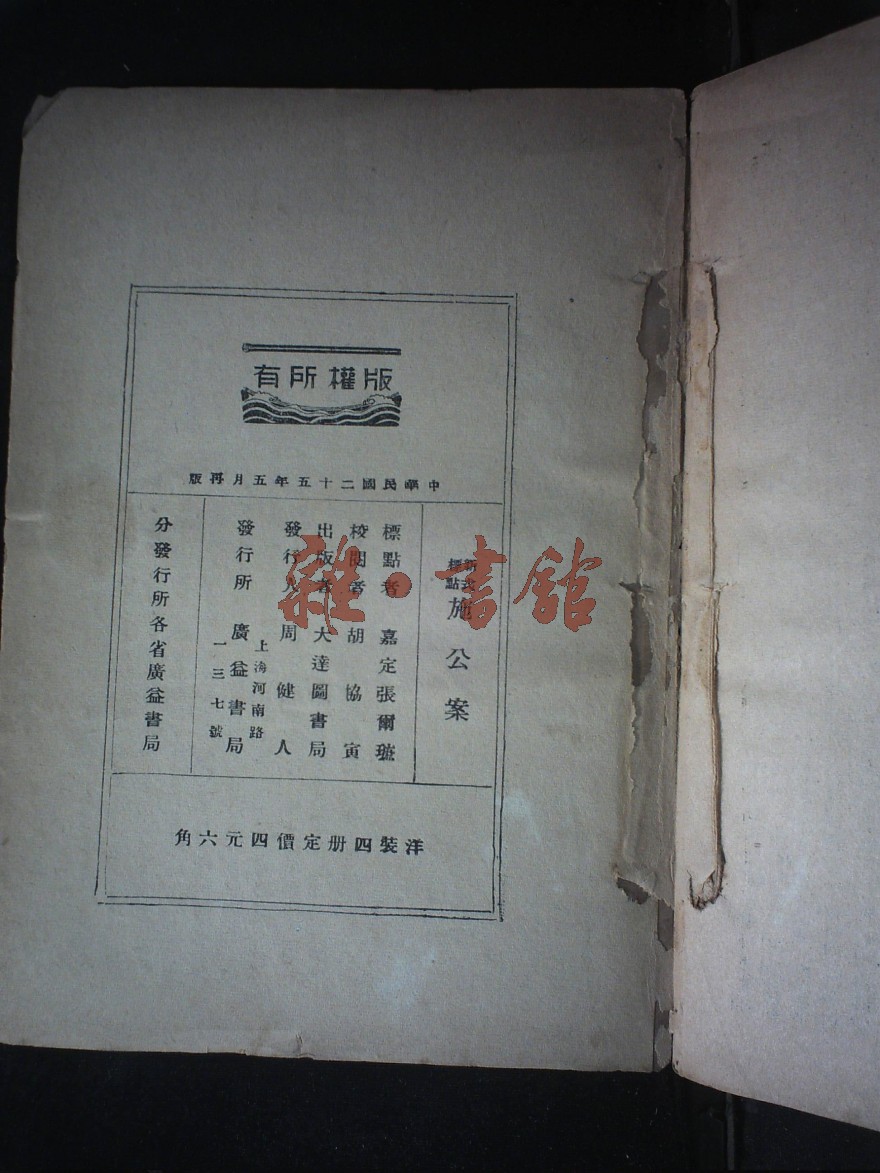 版權所有
中華民國二十五年五月再版
新式標點 施公案
標點者 嘉定張爾璇
校閱者 胡協寅
出版者 大達圖書局
發行人 周健人
上海河南路
發行所 廣益書局
一三七號
分發行所各省廣益書局
洋裝四册定價四元六角
雜·書館